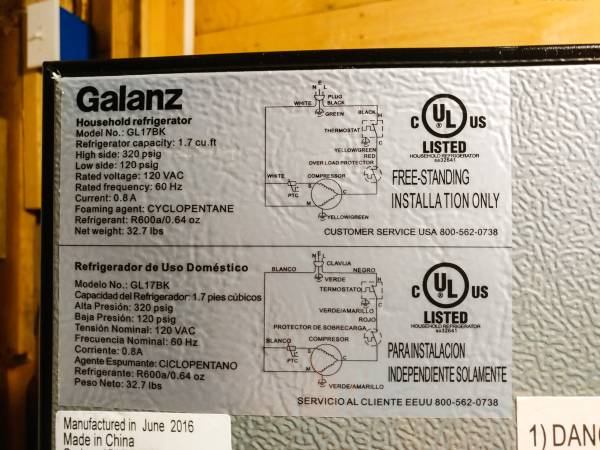 Galanz
Household refrigerator
Model No.: GL17BK
Refrigerator capacity: 1.7 cu.ft
High side: 320 psig
Low side: 120 psig
Rated voltage: 120 VAC
Rated frequency: 60 Hz
Current: 0.8 A
Foaming agent: CYCLOPENTANE
Refrigerant: R600a/0.64 oz
Net weight: 32.7 lbs
E
N L
PLUG
WHITE BLACK
GREEN
BLACK
THERMOSTAT
H
C
YELLOW/GREEN
RED
OVER LOAD PROTECTOR
WHITE
COMPRESSOR
PTC
S
M
C
YELLOW/GREEN
C UL US
LISTED
HOUSEHOLD REFRIGERATOR
sa32641
FREE-STANDING
INSTALLATION ONLY
CUSTOMER SERVICE USA 800-562-0738
Refrigerador de Uso Doméstico
Modelo No.: GL17BK
Capacidad del Refrigerador: 1.7 pies cúbicos
Alta Presión: 320 psig
Baja Presión: 120 psig
Tensión Nominal: 120 VAC
Frecuencia Nominal: 60 Hz
Corriente: 0.8A
Agente Espumante: CICLOPENTANO
Refrigerante: R600a/0.64 oz
Peso Neto: 32.7 lbs
E
N L
CLAVIJA
BLANCO NEGRO
VERDE
TERMOSTATO
H
C
VERDE/AMARILLO
ROJO
PROTECTOR DE SOBRECARGA
BLANCO
COMPRESOR
PTC
S
M
C
VERDE/AMARILLO
C UL US
LISTED
HOUSEHOLD REFRIGERATOR
sa32641
PARA INSTALACION
INDEPENDIENTE SOLAMENTE
SERVICIO AL CLIENTE EEUU 800-562-0738
Manufactured in June 2016
Made in China
1) DANG